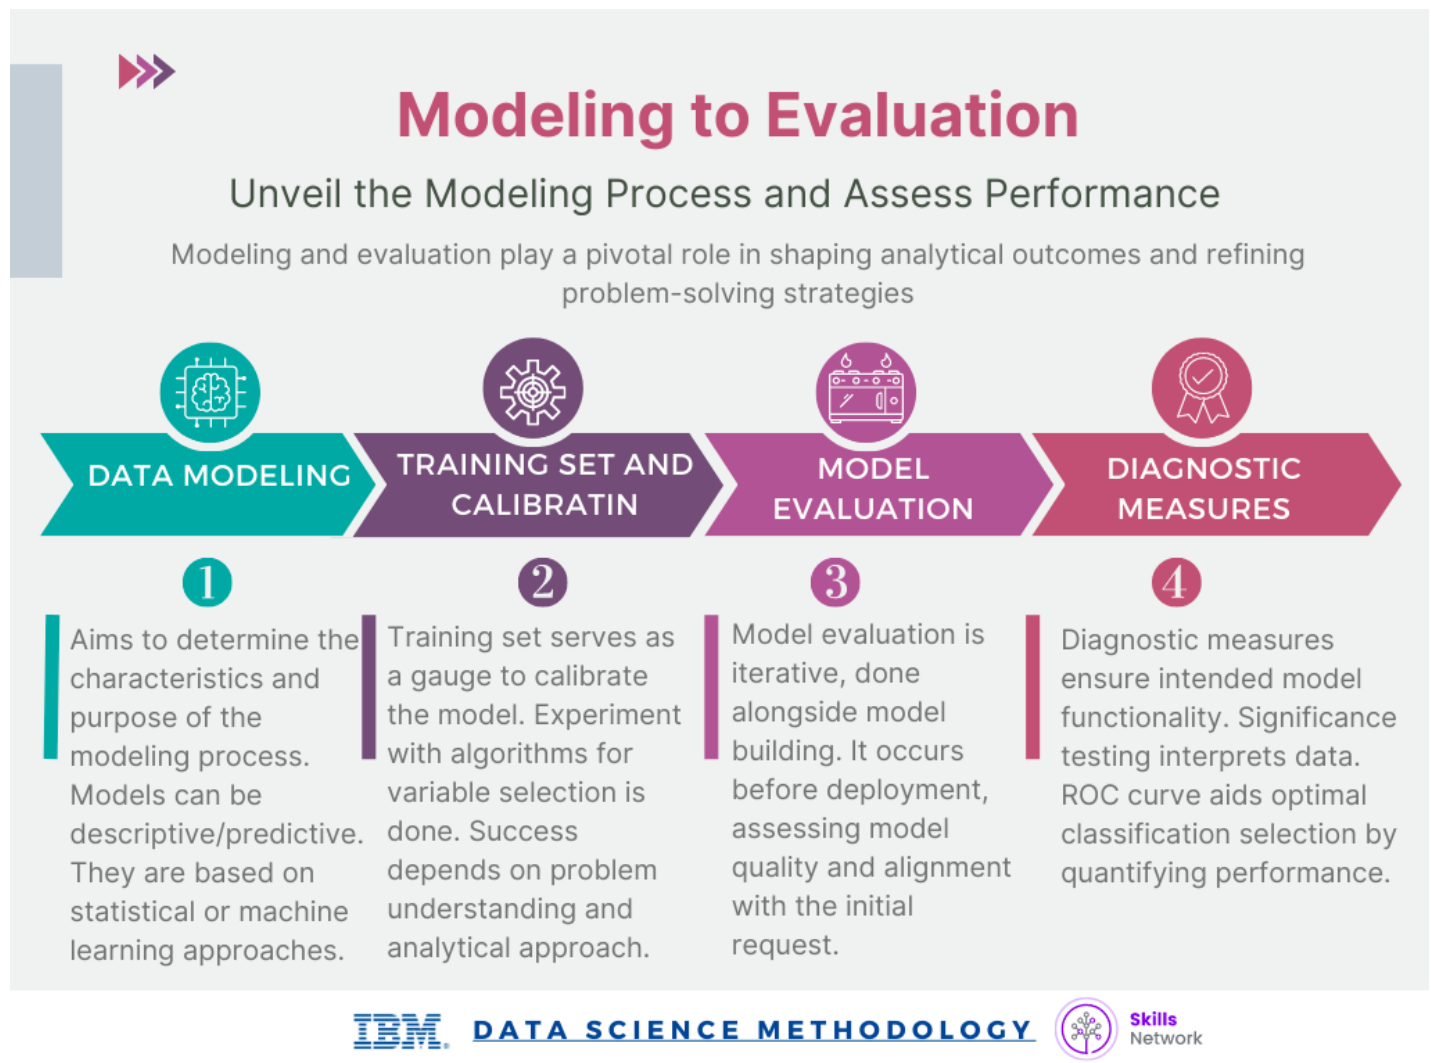 Modeling to Evaluation
Unveil the Modeling Process and Assess Performance
Modeling and evaluation play a pivotal role in shaping analytical outcomes and refining
problem-solving strategies
DATA MODELING
TRAINING SET AND
CALIBRATIN
MODEL
EVALUATION
DIAGNOSTIC
MEASURES
1
Aims to determine the
characteristics and
purpose of the
modeling process.
Models can be
descriptive/predictive.
They are based on
statistical or machine
learning approaches.
2
Training set serves as
a gauge to calibrate
the model. Experiment
with algorithms for
variable selection is
done. Success
depends on problem
understanding and
analytical approach.
3
Model evaluation is
iterative, done
alongside model
building. It occurs
before deployment,
assessing model
quality and alignment
with the initial
request.
4
Diagnostic measures
ensure intended model
functionality. Significance
testing interprets data.
ROC curve aids optimal
classification selection by
quantifying performance.
IBM® DATA SCIENCE METHODOLOGY
Skills
Network